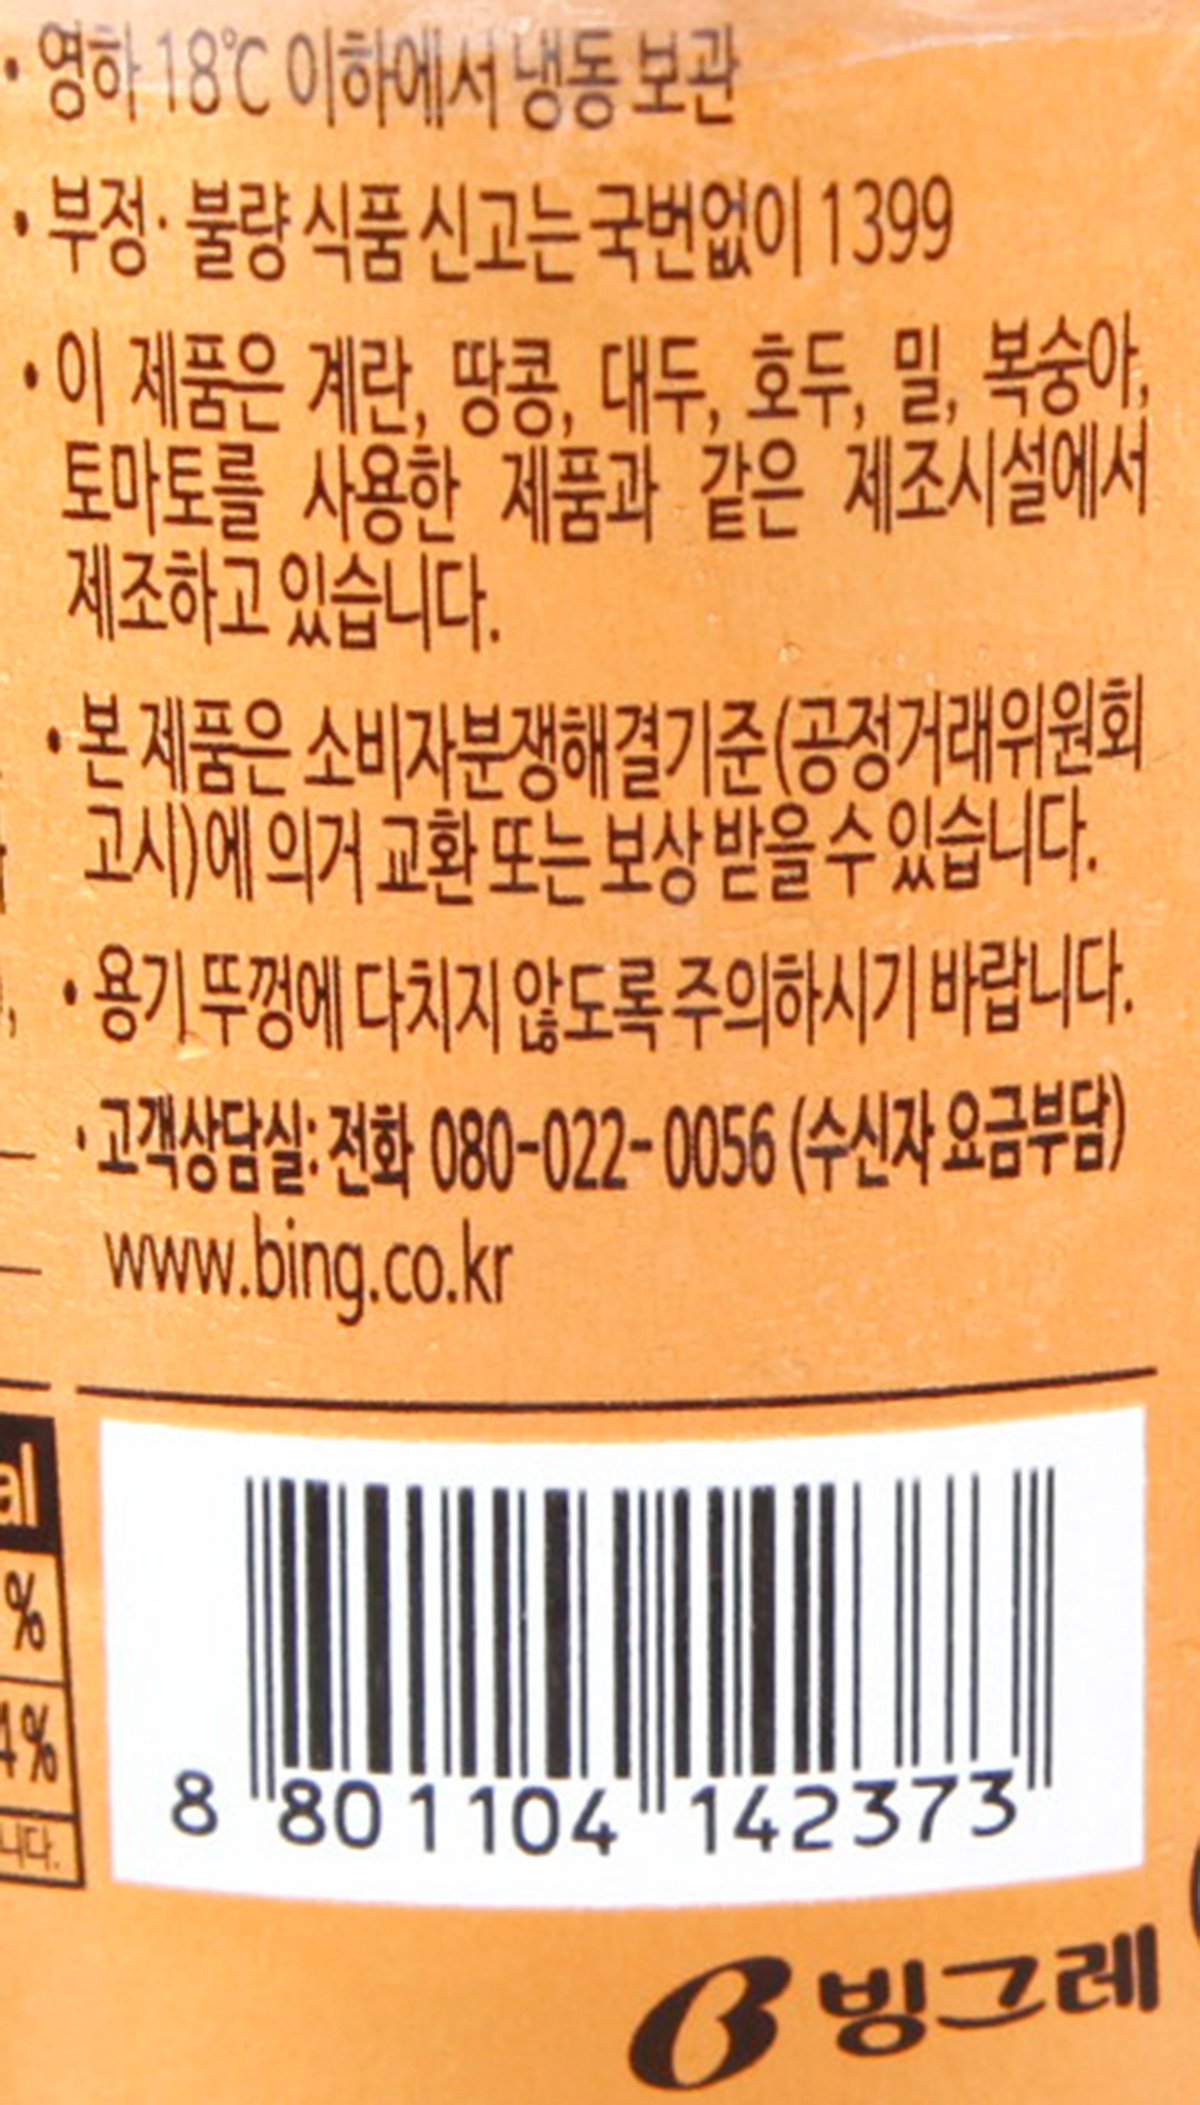 • 영하 18℃ 이하에서 냉동 보관
• 부정· 불량 식품 신고는 국번없이 1399
• 이 제품은 계란, 땅콩, 대두, 호두, 밀, 복숭아,
토마토를 사용한 제품과 같은 제조시설에서
제조하고 있습니다.
• 본 제품은 소비자분쟁해결기준(공정거래위원회
고시)에 의거 교환 또는 보상 받을 수 있습니다.
• 용기 뚜껑에 다치지 않도록 주의하시기 바랍니다.
· 고객상담실: 전화 080-022-0056 (수신자 요금부담)
www.bing.co.kr
al
%
4%
니다.
8 801104 142373
빙그레